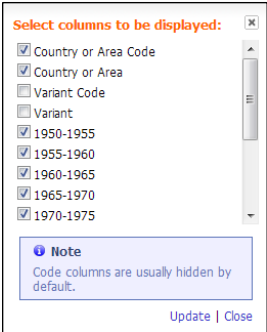 Select columns to be displayed:
Country or Area Code
Country or Area
Variant Code
Variant
1950-1955
1955-1960
1960-1965
1965-1970
1970-1975
Note
Code columns are usually hidden by
default.
Update | Close